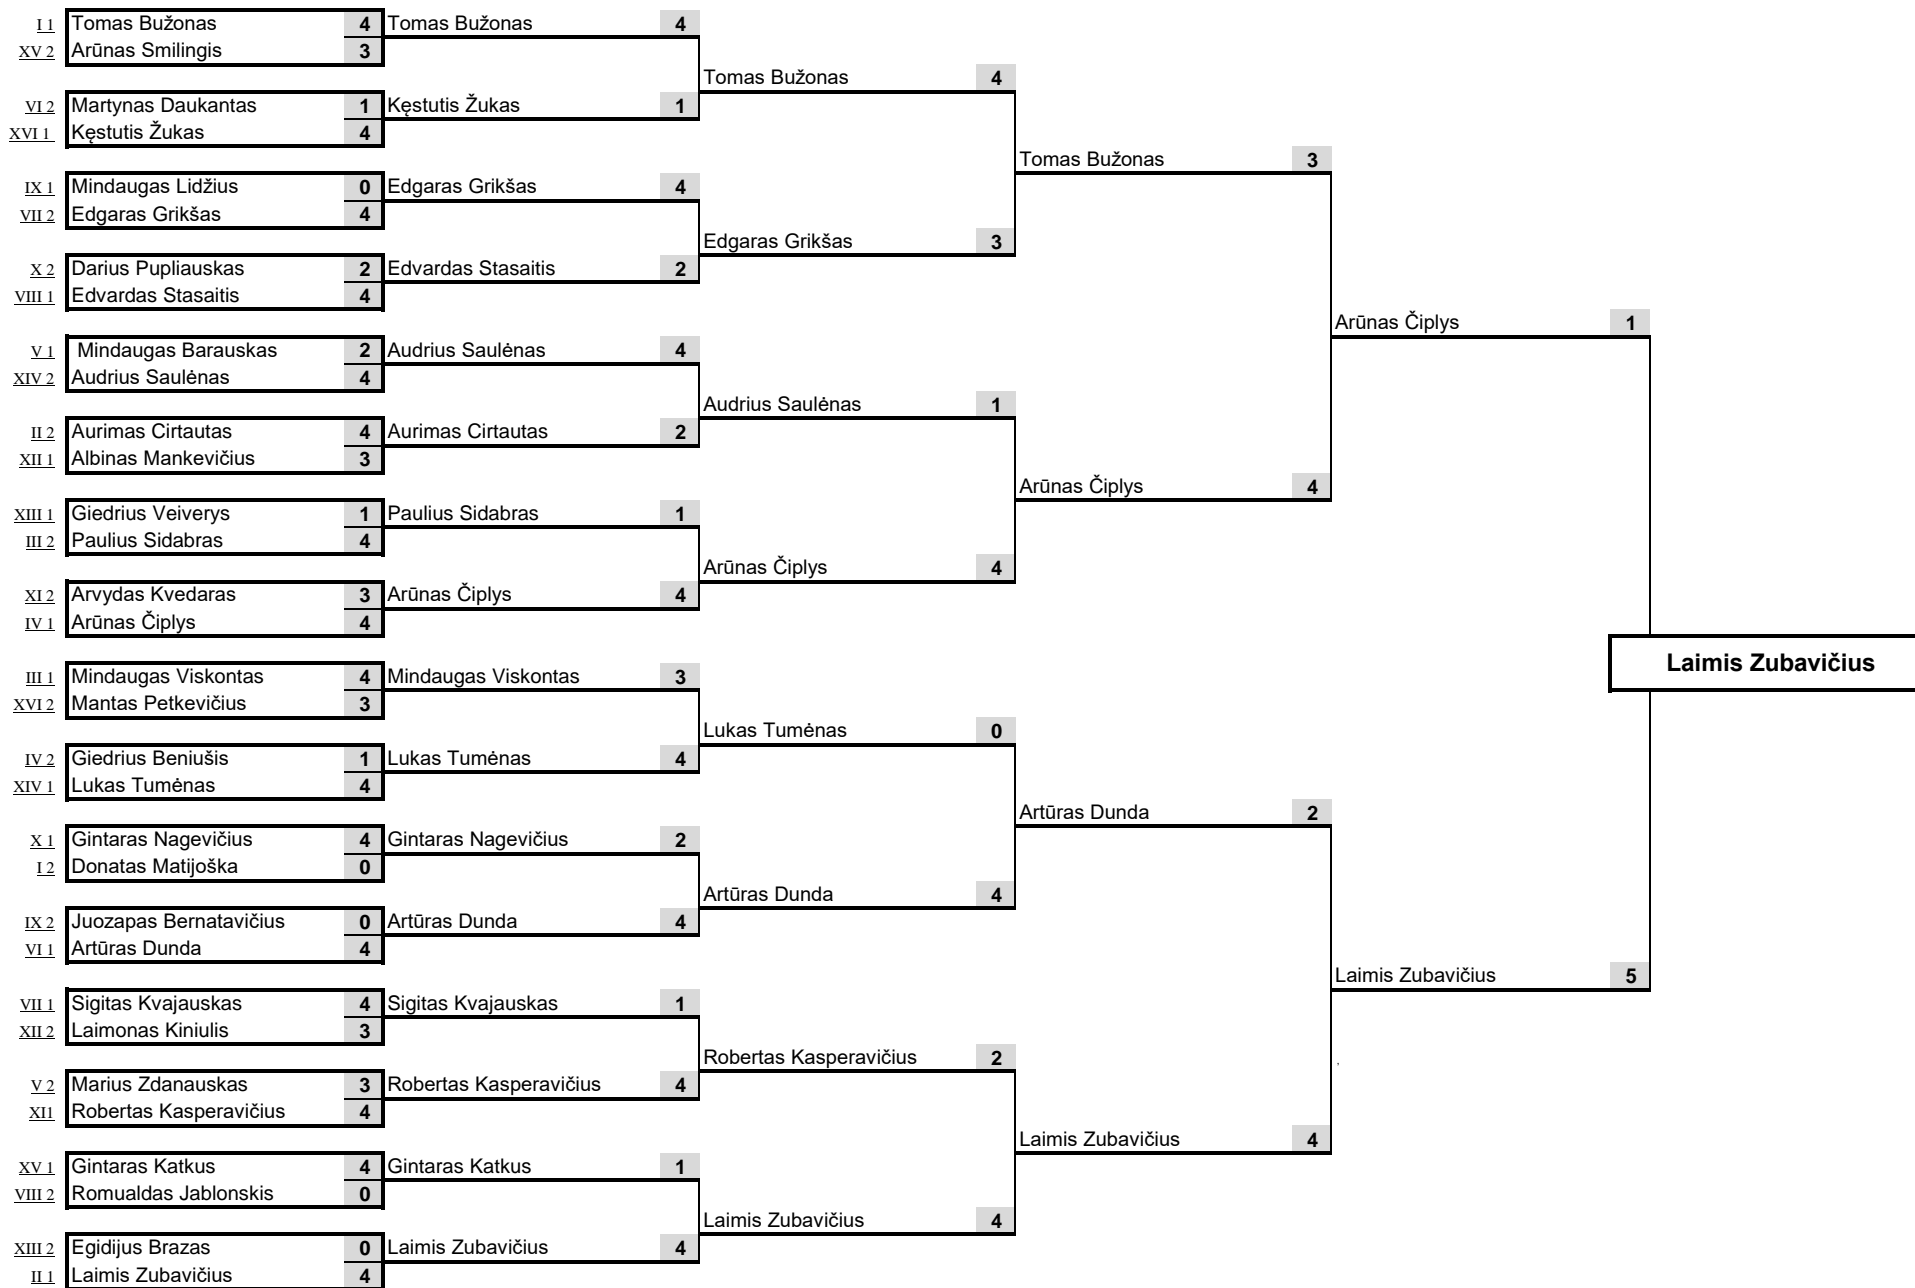 I 1 Tomas Bužonas 4 Tomas Bužonas 4
XV 2 Arūnas Smilingis 3
Tomas Bužonas 4
VI 2 Martynas Daukantas 1 Kęstutis Žukas 1
XVI 1 Kęstutis Žukas 4
Tomas Bužonas 3
IX 1 Mindaugas Lidžius 0 Edgaras Grikšas 4
VII 2 Edgaras Grikšas 4
Edgaras Grikšas 3
X 2 Darius Pupliauskas 2 Edvardas Stasaitis 2
VIII 1 Edvardas Stasaitis 4
Arūnas Čiplys 1
V 1 Mindaugas Barauskas 2 Audrius Saulėnas 4
XIV 2 Audrius Saulėnas 4
Audrius Saulėnas 1
II 2 Aurimas Cirtautas 4 Aurimas Cirtautas 2
XII 1 Albinas Mankevičius 3
Arūnas Čiplys 4
XIII 1 Giedrius Veiverys 1 Paulius Sidabras 1
III 2 Paulius Sidabras 4
Arūnas Čiplys 4
XI 2 Arvydas Kvedaras 3 Arūnas Čiplys 4
IV 1 Arūnas Čiplys 4
Laimis Zubavičius
III 1 Mindaugas Viskontas 4 Mindaugas Viskontas 3
XVI 2 Mantas Petkevičius 3
Lukas Tumėnas 0
IV 2 Giedrius Beniušis 1 Lukas Tumėnas 4
XIV 1 Lukas Tumėnas 4
Artūras Dunda 2
X 1 Gintaras Nagevičius 4 Gintaras Nagevičius 2
I 2 Donatas Matijoška 0
Artūras Dunda 4
IX 2 Juozapas Bernatavičius 0 Artūras Dunda 4
VI 1 Artūras Dunda 4
Laimis Zubavičius 5
VII 1 Sigitas Kvajauskas 4 Sigitas Kvajauskas 1
XII 2 Laimonas Kiniulis 3
Robertas Kasperavičius 2
V 2 Marius Zdanauskas 3 Robertas Kasperavičius 4
XI1 Robertas Kasperavičius 4
Laimis Zubavičius 4
XV 1 Gintaras Katkus 4 Gintaras Katkus 1
VIII 2 Romualdas Jablonskis 0
Laimis Zubavičius 4
XIII 2 Egidijus Brazas 0 Laimis Zubavičius 4
II 1 Laimis Zubavičius 4